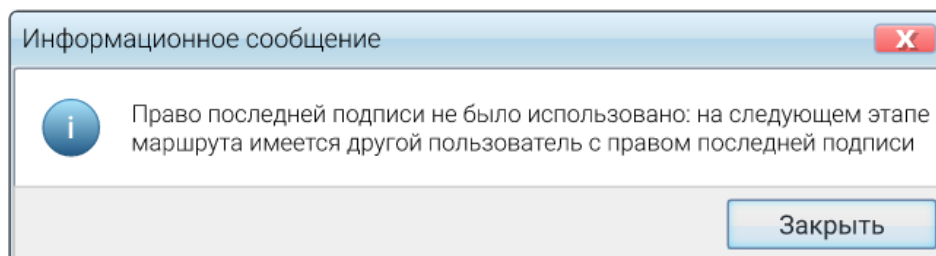 Информационное сообщение
X
i
Право последней подписи не было использовано: на следующем этапе
маршрута имеется другой пользователь с правом последней подписи
Закрыть